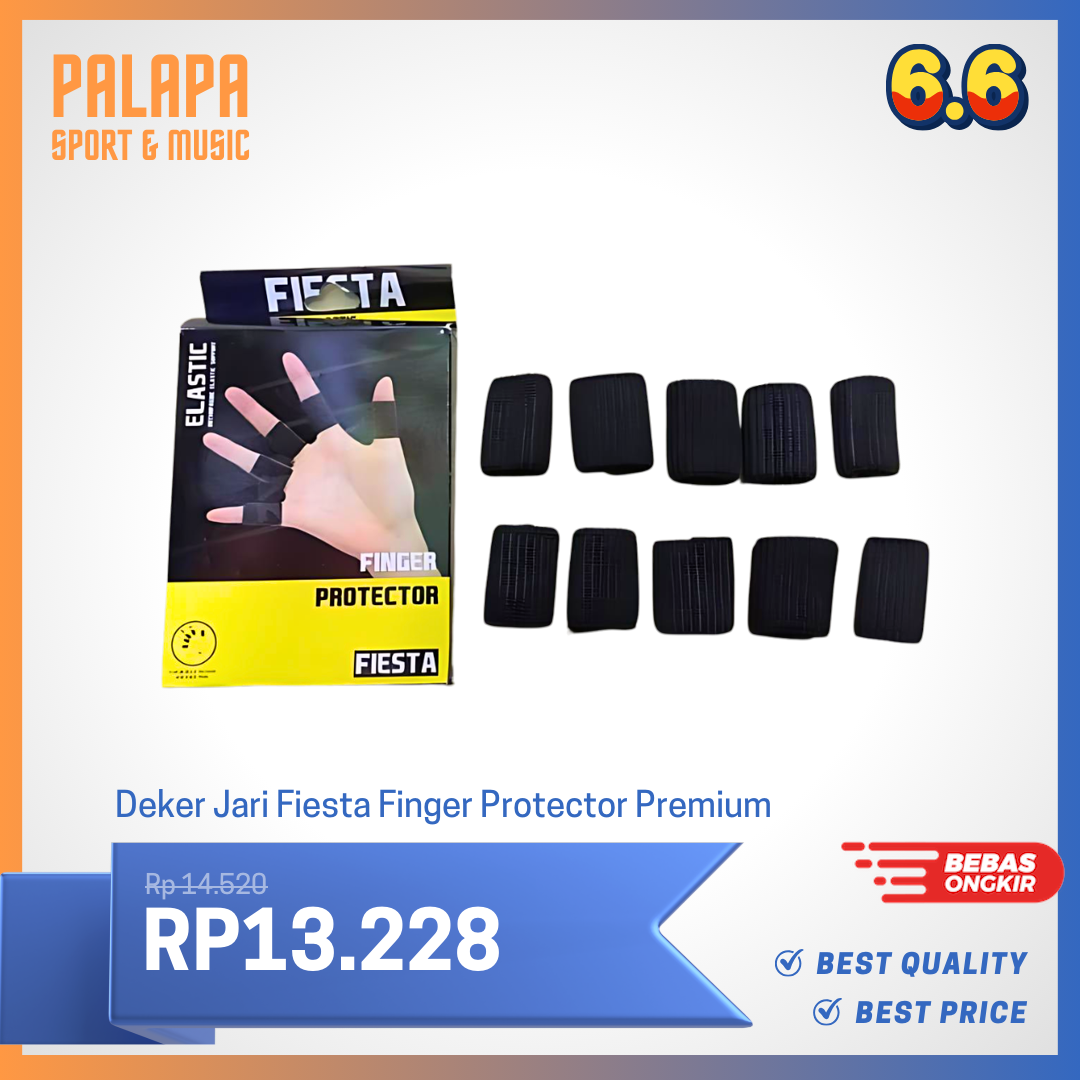 PALAPA
SPORT & MUSIC
6.6
FIESTA
ELASTIC
FINGER
PROTECTOR
FIESTA
Deker Jari Fiesta Finger Protector Premium
Rp 14.520
RP13.228
BEBAS
ONGKIR
BEST QUALITY
BEST PRICE